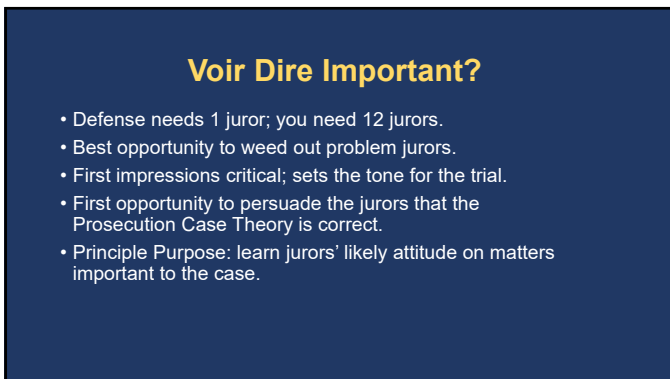 Voir Dire Important?
• Defense needs 1 juror; you need 12 jurors.
• Best opportunity to weed out problem jurors.
• First impressions critical; sets the tone for the trial.
• First opportunity to persuade the jurors that the
Prosecution Case Theory is correct.
• Principle Purpose: learn jurors’ likely attitude on matters
important to the case.